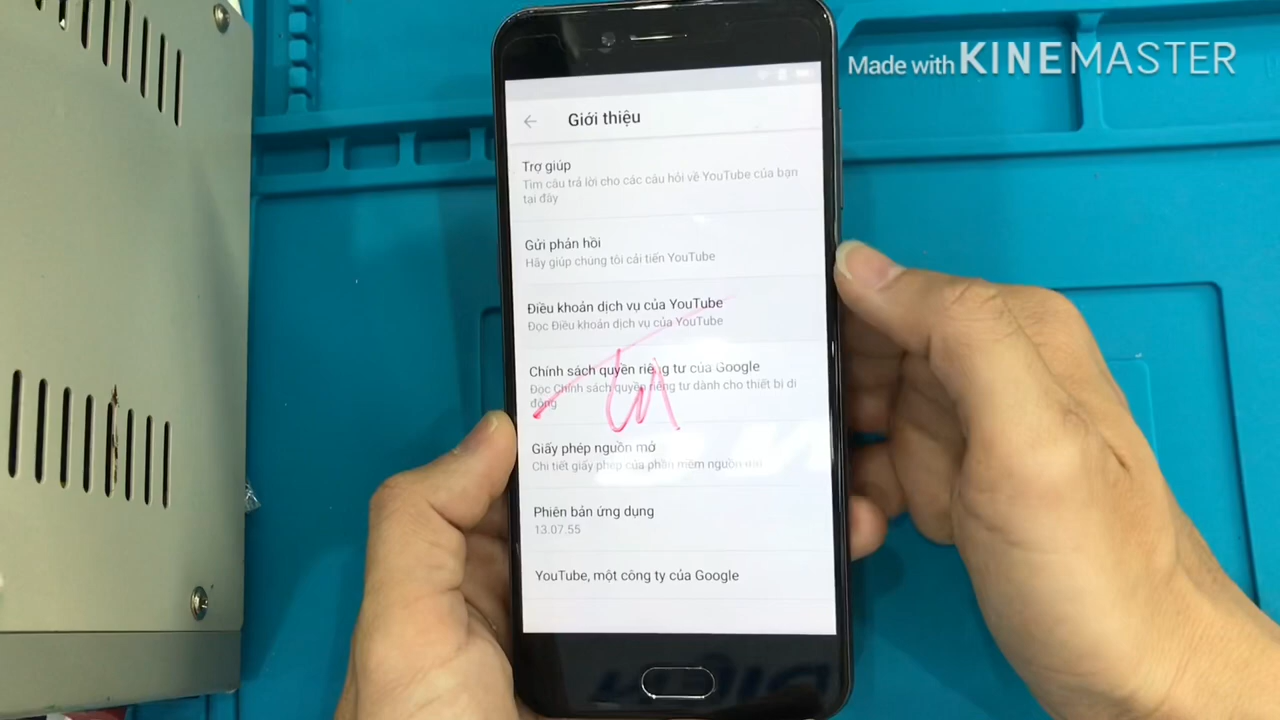 Made with KINEMASTER
Giới thiệu
Trợ giúp
Tìm câu trả lời cho các câu hỏi về YouTube của bạn
tại đây
Gửi phản hồi
Hãy giúp chúng tôi cải tiến YouTube
Điều khoản dịch vụ của YouTube
Đọc Điều khoản dịch vụ của YouTube
Chính sách quyền riêng tư của Google
Đọc Chính sách quyền riêng tư dành cho thiết bị di
động
Giấy phép nguồn mở
Chi tiết giấy phép của phần mềm nguồn mở
Phiên bản ứng dụng
13.07.55
YouTube, một công ty của Google